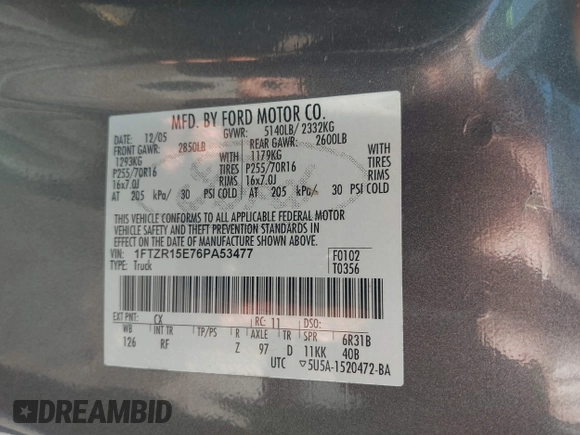 MFD. BY FORD MOTOR CO.
DATE: 12/05 GVWR: 5140LB/ 2332KG
FRONT GAWR: 2850LB REAR GAWR: 2600LB
1293KG WITH 1179KG WITH
P255/70R16 TIRES P255/70R16 TIRES
16x7.0J RIMS 16x7.0J RIMS
AT 205 kPa/ 30 PSI COLD AT 205 kPa/ 30 PSI COLD
THIS VEHICLE CONFORMS TO ALL APPLICABLE FEDERAL MOTOR
VEHICLE SAFETY AND THEFT PREVENTION STANDARDS IN
EFFECT ON THE DATE OF MANUFACTURE SHOWN ABOVE.
VIN: 1FTZR15E76PA53477 F0102
TYPE: Truck T0356
EXT PNT: CX RC: 11 DSO:
WB INT TR TP/PS R AXLE TR SPR 6R31B
126 RF Z 97 D 11KK 40B
UTC ▽5U5A-1520472-BA
DREAMBID